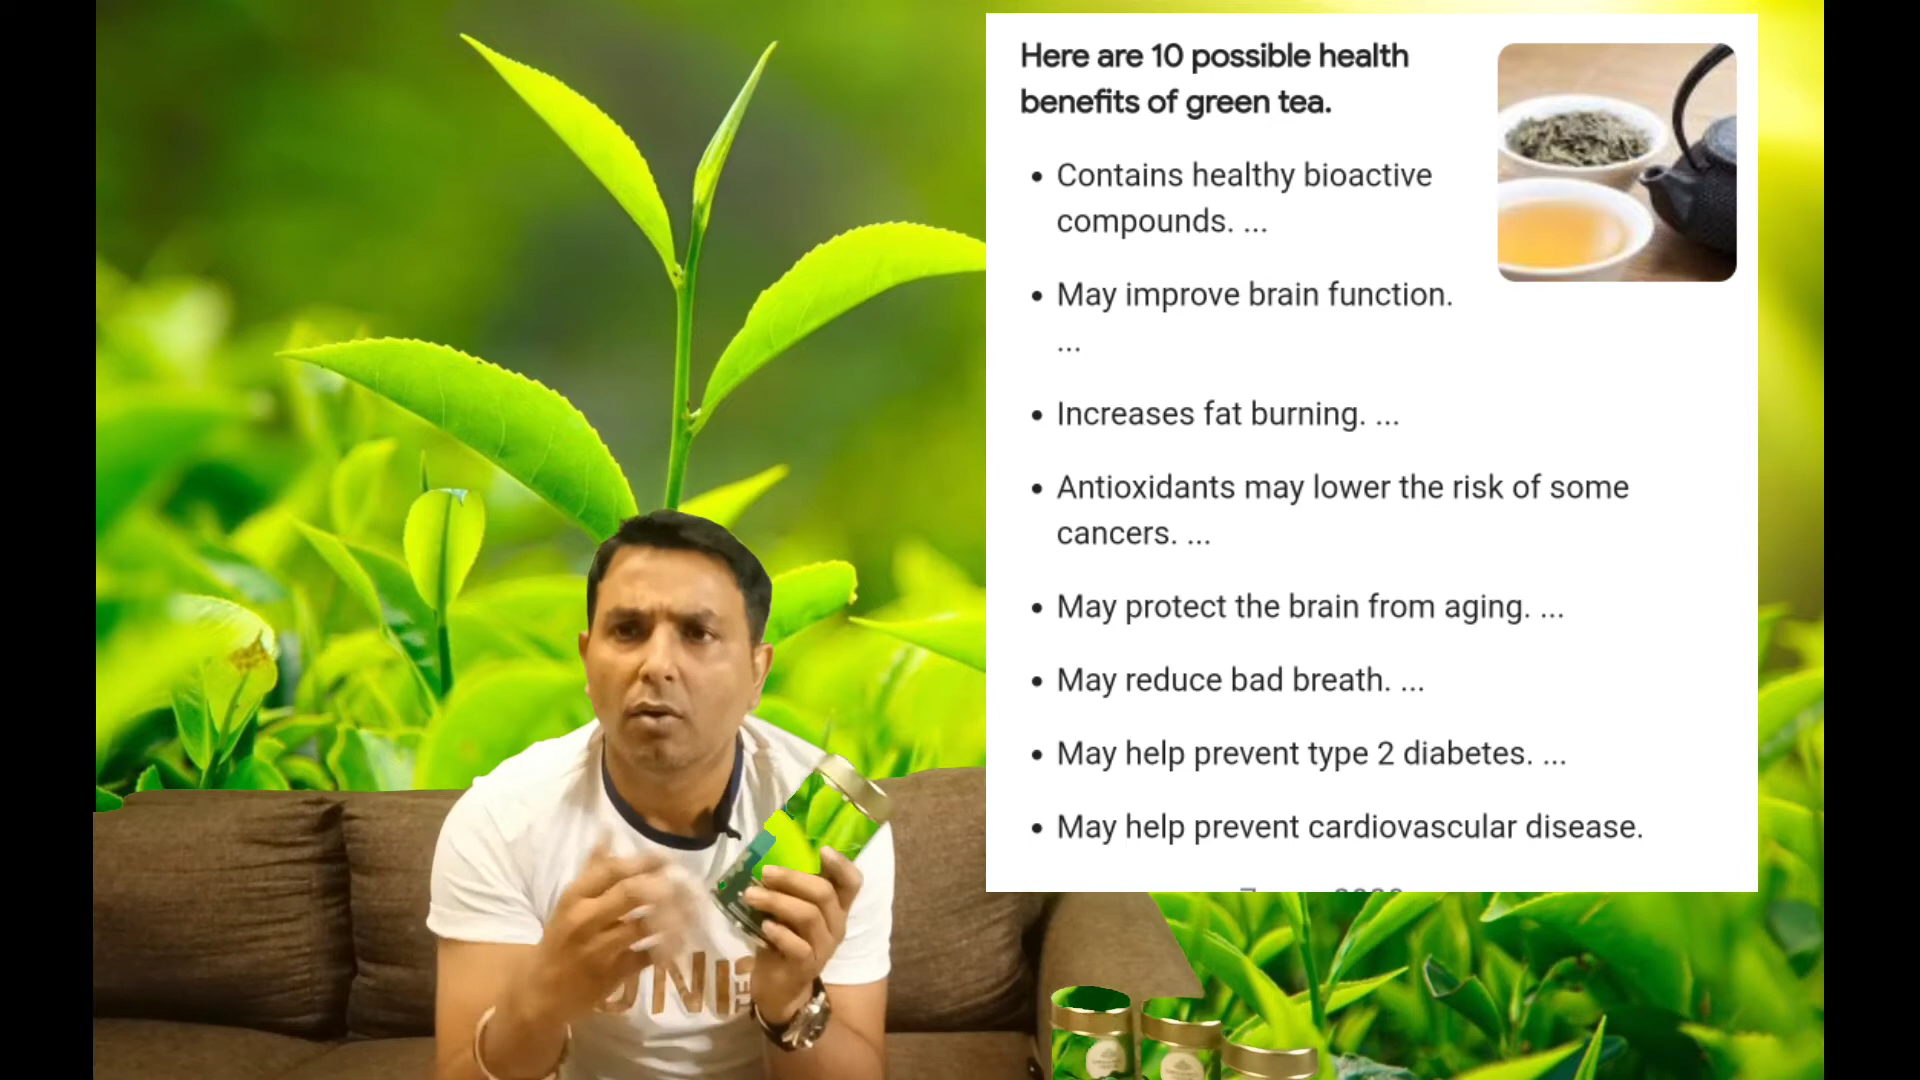 Here are 10 possible health
benefits of green tea.
• Contains healthy bioactive
compounds. ...
• May improve brain function.
...
• Increases fat burning. ...
• Antioxidants may lower the risk of some
cancers. ...
• May protect the brain from aging. ...
• May reduce bad breath. ...
• May help prevent type 2 diabetes. ...
• May help prevent cardiovascular disease.